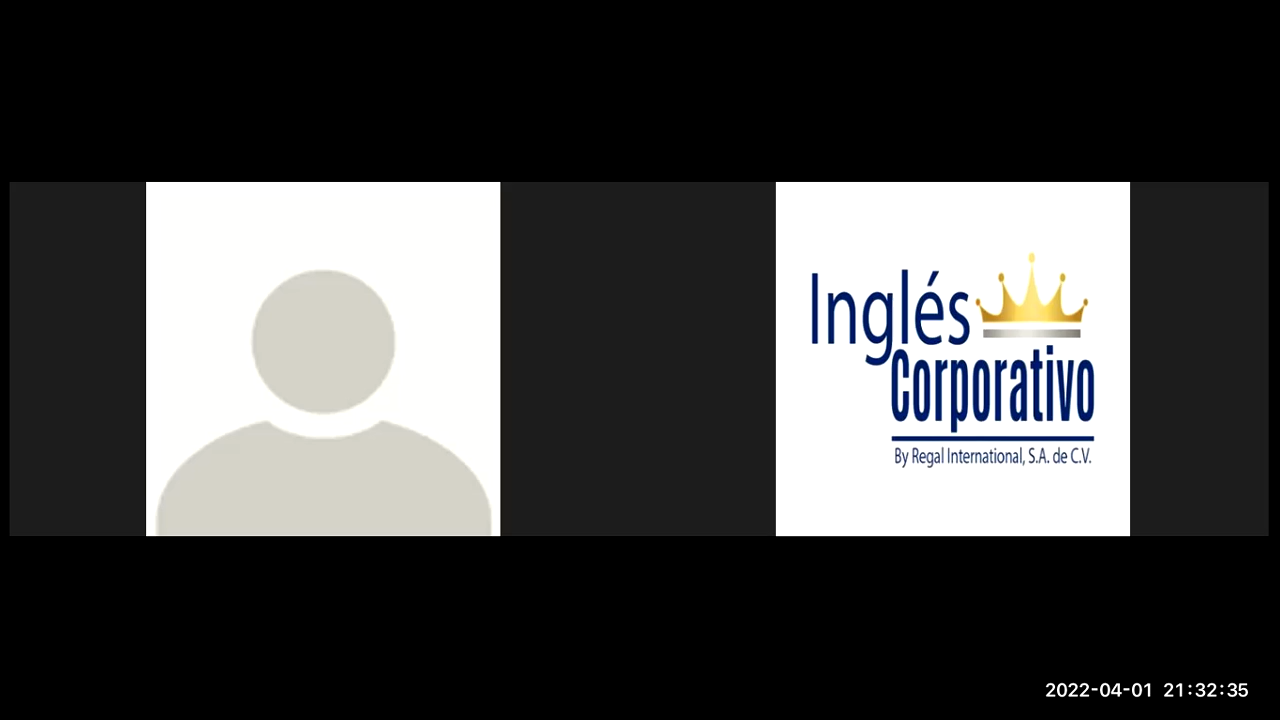 Inglés
Corporativo
By Regal International, S.A. de C.V.
2022-04-01 21:32:35